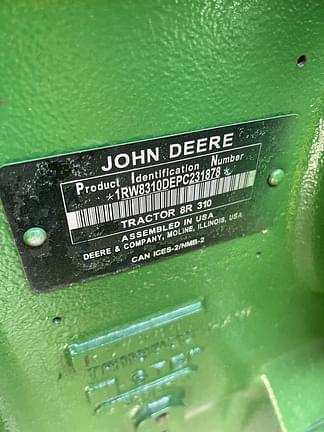 JOHN DEERE
Product Identification Number
*1RW8310DEPC231878*
TRACTOR 8R 310
ASSEMBLED IN USA
DEERE & COMPANY, MOLINE, ILLINOIS, USA
CAN ICES-2/NMB-2